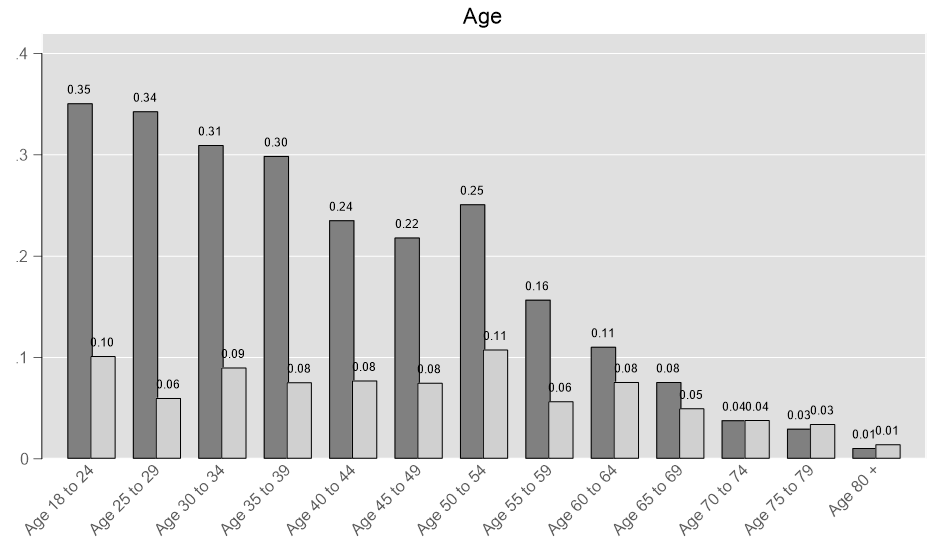 Age
.4
.3
.2
.1
0
0.35
0.10
0.34
0.06
0.31
0.09
0.30
0.08
0.24
0.08
0.22
0.08
0.25
0.11
0.16
0.06
0.11
0.08
0.08
0.05
0.04
0.04
0.03
0.03
0.01
0.01
Age 18 to 24
Age 25 to 29
Age 30 to 34
Age 35 to 39
Age 40 to 44
Age 45 to 49
Age 50 to 54
Age 55 to 59
Age 60 to 64
Age 65 to 69
Age 70 to 74
Age 75 to 79
Age 80 +